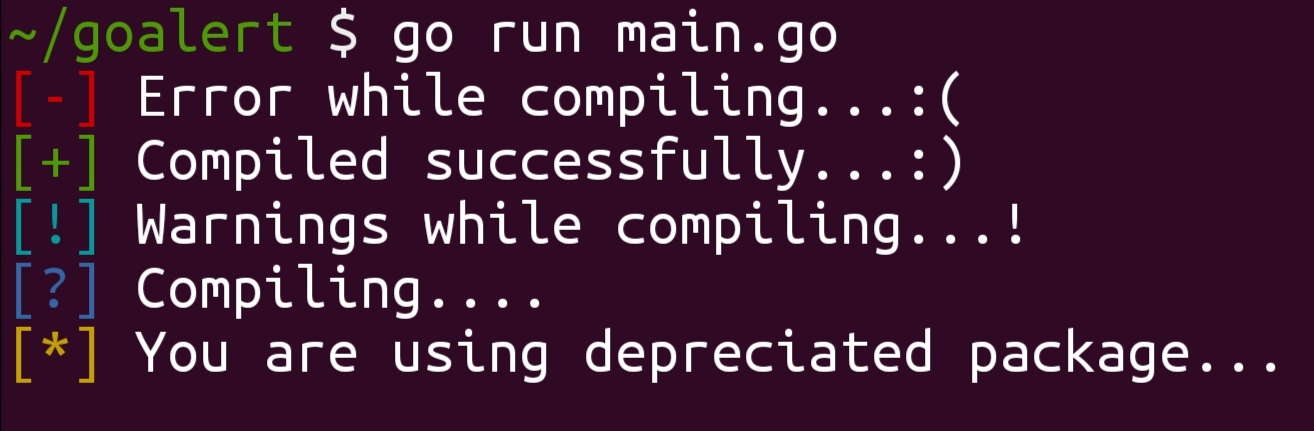 ~/goalert $ go run main.go
[-] Error while compiling...:(
[+] Compiled successfully...:)
[!] Warnings while compiling...!
[?] Compiling....
[*] You are using depreciated package...